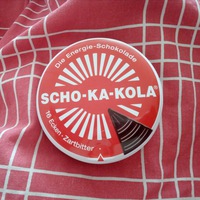 Die Energie-Schokolade
SCHO-KA-KOLA®
16 Ecken · Zartbitter